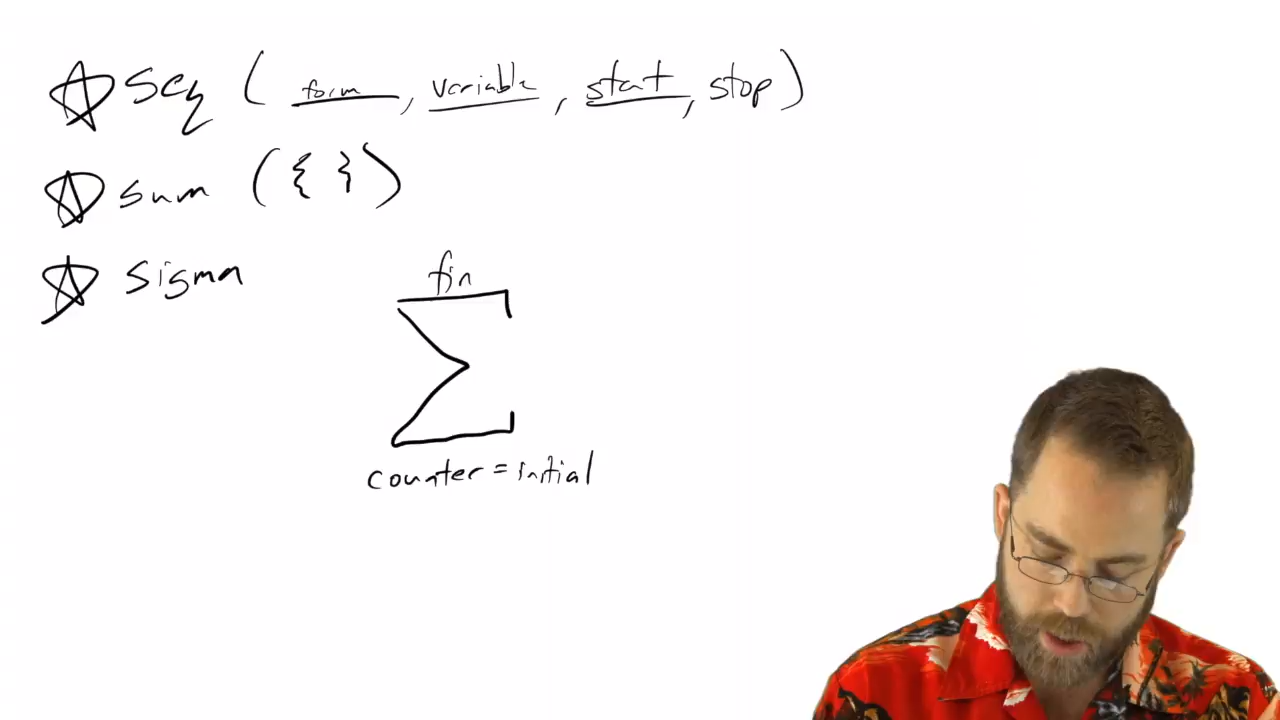 seq ( form , variable , start , stop )
sum ({ })
sigma
fin
Σ
counter = initial